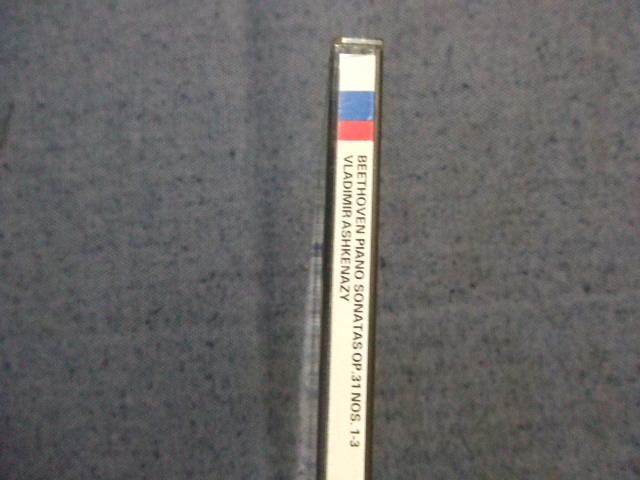 BEETHOVEN PIANO SONATAS OP.31 NOS. 1-3
VLADIMIR ASHKENAZY